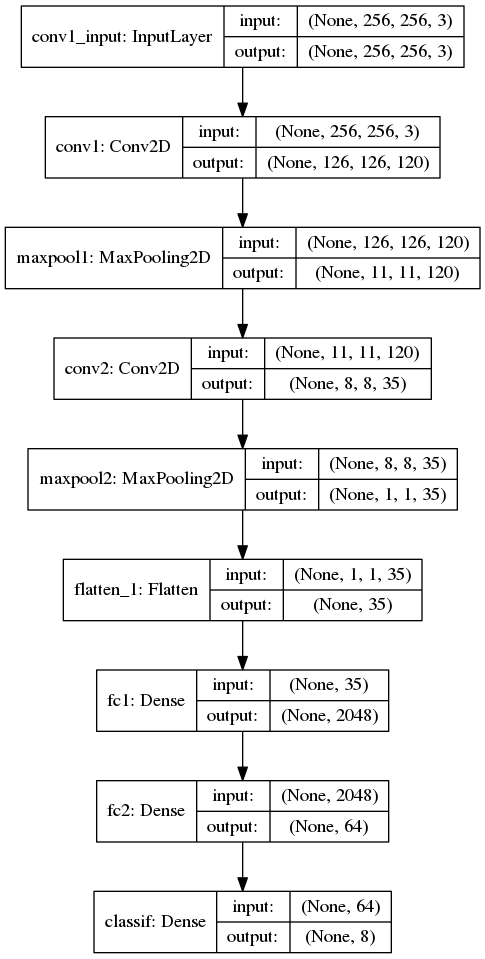 conv1_input: InputLayer
input:
(None, 256, 256, 3)
output:
(None, 256, 256, 3)
conv1: Conv2D
input:
(None, 256, 256, 3)
output:
(None, 126, 126, 120)
maxpool1: MaxPooling2D
input:
(None, 126, 126, 120)
output:
(None, 11, 11, 120)
conv2: Conv2D
input:
(None, 11, 11, 120)
output:
(None, 8, 8, 35)
maxpool2: MaxPooling2D
input:
(None, 8, 8, 35)
output:
(None, 1, 1, 35)
flatten_1: Flatten
input:
(None, 1, 1, 35)
output:
(None, 35)
fc1: Dense
input:
(None, 35)
output:
(None, 2048)
fc2: Dense
input:
(None, 2048)
output:
(None, 64)
classif: Dense
input:
(None, 64)
output:
(None, 8)